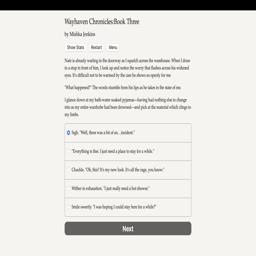 Wayhaven Chronicles:Book Three
by Mishka Jenkins
Show Stats Restart Menu
Nate is already waiting in the doorway as I squelch across the warehouse. When I draw
to a stop in front of him, I look up and notice the worry that flashes across his widened
eyes. It's difficult not to be warmed by the care he shows so openly for me.
"What happened?" The words stumble from his lips as he takes in the state of me.
I glance down at my bath-water soaked pyjamas—having had nothing else to change
into as my entire wardrobe had been drowned—and pick at the material which clings to
my limbs.
Sigh. "Well, there was a bit of an…incident."
"Everything is fine. I just need a place to stay for a while."
Chuckle. "Oh, this? It's my new look. It's all the rage, you know."
Wither in exhaustion. "I just really need a hot shower."
Smile sweetly. "I was hoping I could stay here for a while?"
Next